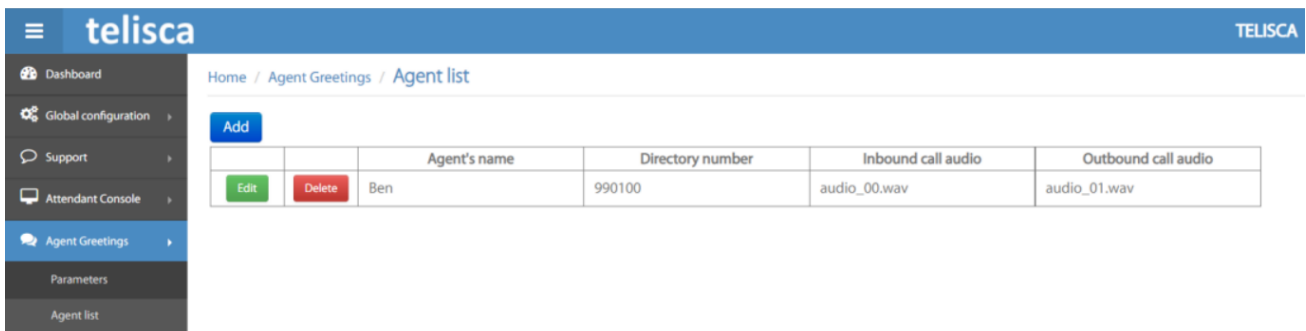 telisca
TELISCA
Dashboard
Global configuration
Support
Attendant Console
Agent Greetings
Parameters
Agent list
Home / Agent Greetings / Agent list
Add
Agent's name Directory number Inbound call audio Outbound call audio
Edit Delete Ben 990100 audio_00.wav audio_01.wav